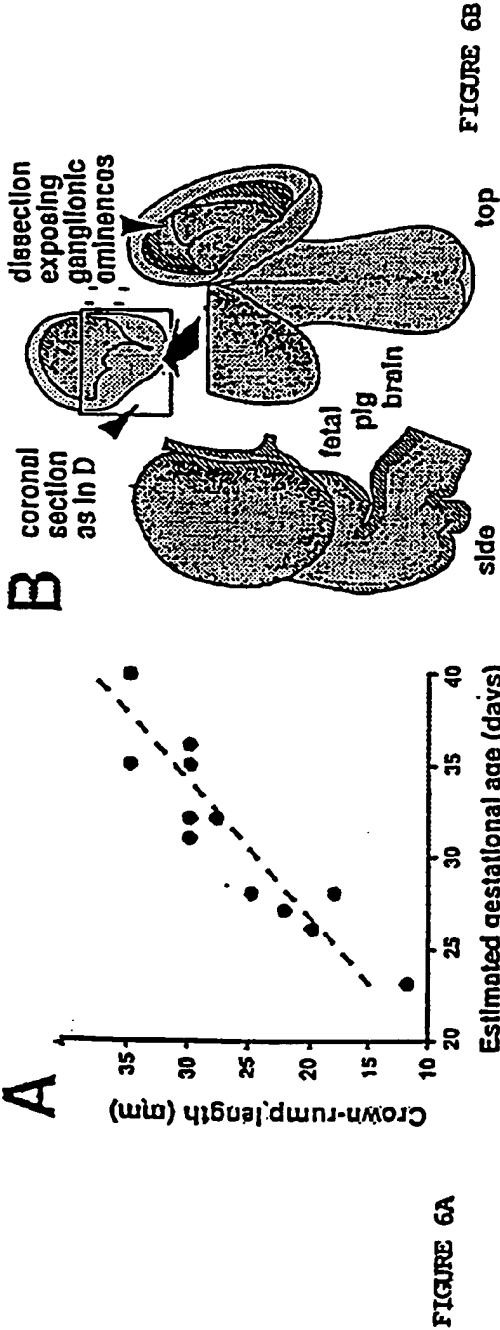 A
Crown-rump length (mm)
35
30
25
20
15
10
20
25
30
35
40
Estimated gestational age (days)
FIGURE 6A
B
coronal
section
as in D
dissection
exposing
ganglionic
ominencos
fetal
pig
brain
side
top
FIGURE 6B